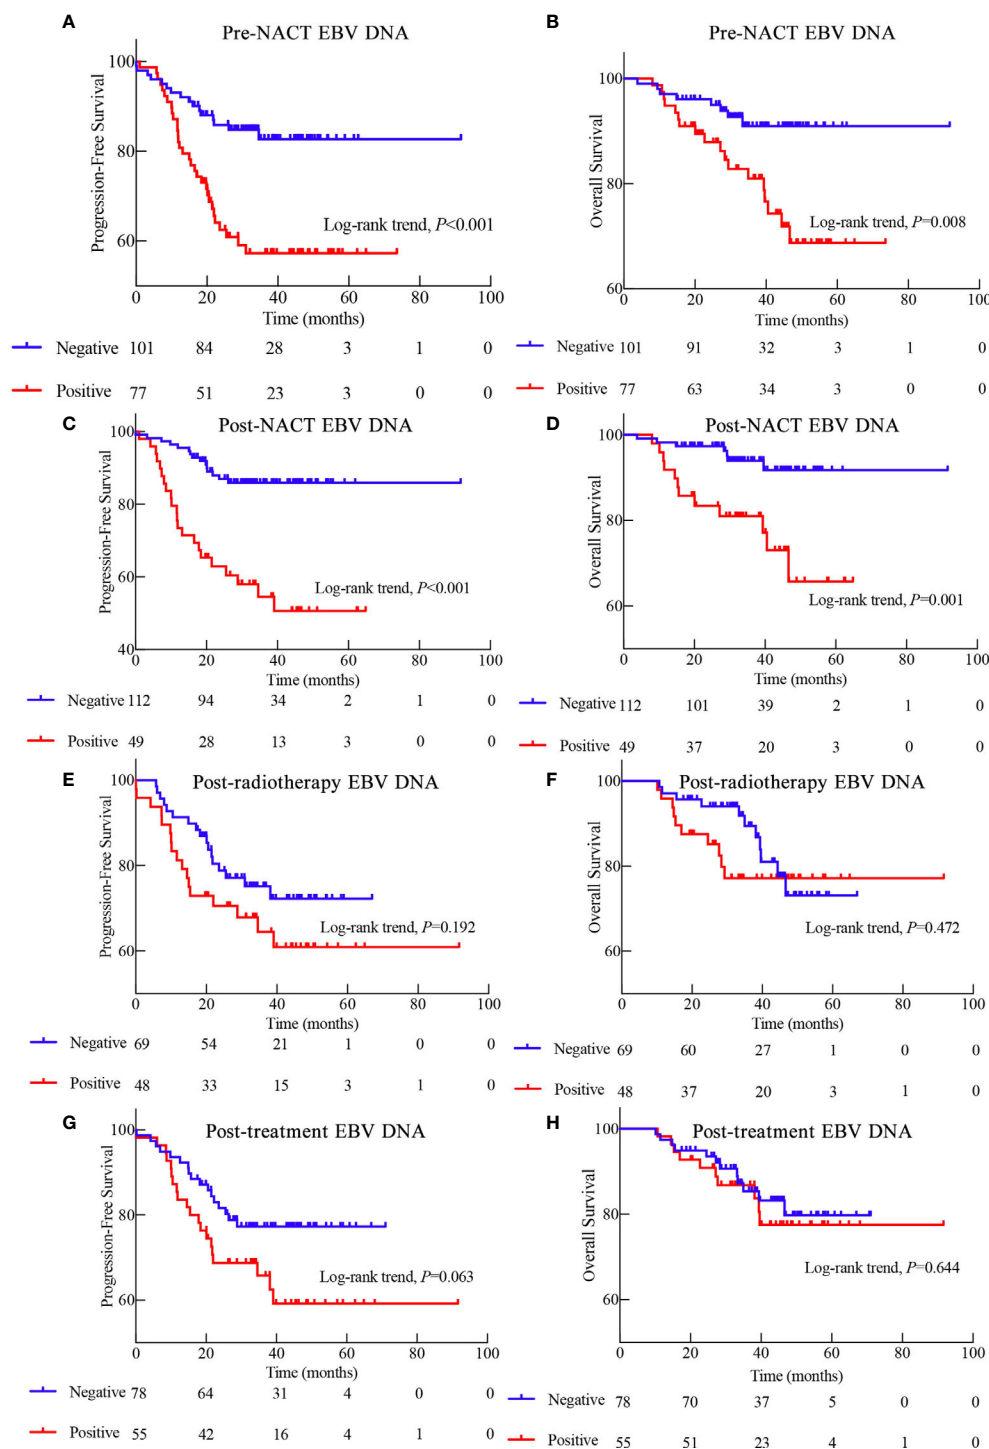 A
Pre-NACT EBV DNA
Progression-Free Survival
100
80
60
Log-rank trend, P<0.001
0 20 40 60 80 100
Time (months)
Negative 101 84 28 3 1 0
Positive 77 51 23 3 0 0
B
Pre-NACT EBV DNA
Overall Survival
100
80
60
Log-rank trend, P=0.008
0 20 40 60 80 100
Time (months)
Negative 101 91 32 3 1 0
Positive 77 63 34 3 0 0
C
Post-NACT EBV DNA
Progression-Free Survival
100
80
60
40
Log-rank trend, P<0.001
0 20 40 60 80 100
Time (months)
Negative 112 94 34 2 1 0
Positive 49 28 13 3 0 0
D
Post-NACT EBV DNA
Overall Survival
100
80
60
Log-rank trend, P=0.001
0 20 40 60 80 100
Time (months)
Negative 112 101 39 2 1 0
Positive 49 37 20 3 0 0
E
Post-radiotherapy EBV DNA
Progression-Free Survival
100
80
60
Log-rank trend, P=0.192
0 20 40 60 80 100
Time (months)
Negative 69 54 21 1 0 0
Positive 48 33 15 3 1 0
F
Post-radiotherapy EBV DNA
Overall Survival
100
80
60
Log-rank trend, P=0.472
0 20 40 60 80 100
Time (months)
Negative 69 60 27 1 0 0
Positive 48 37 20 3 1 0
G
Post-treatment EBV DNA
Progression-Free Survival
100
80
60
Log-rank trend, P=0.063
0 20 40 60 80 100
Time (months)
Negative 78 64 31 4 0 0
Positive 55 42 16 4 1 0
H
Post-treatment EBV DNA
Overall Survival
100
80
60
Log-rank trend, P=0.644
0 20 40 60 80 100
Time (months)
Negative 78 70 37 5 0 0
Positive 55 51 23 4 1 0